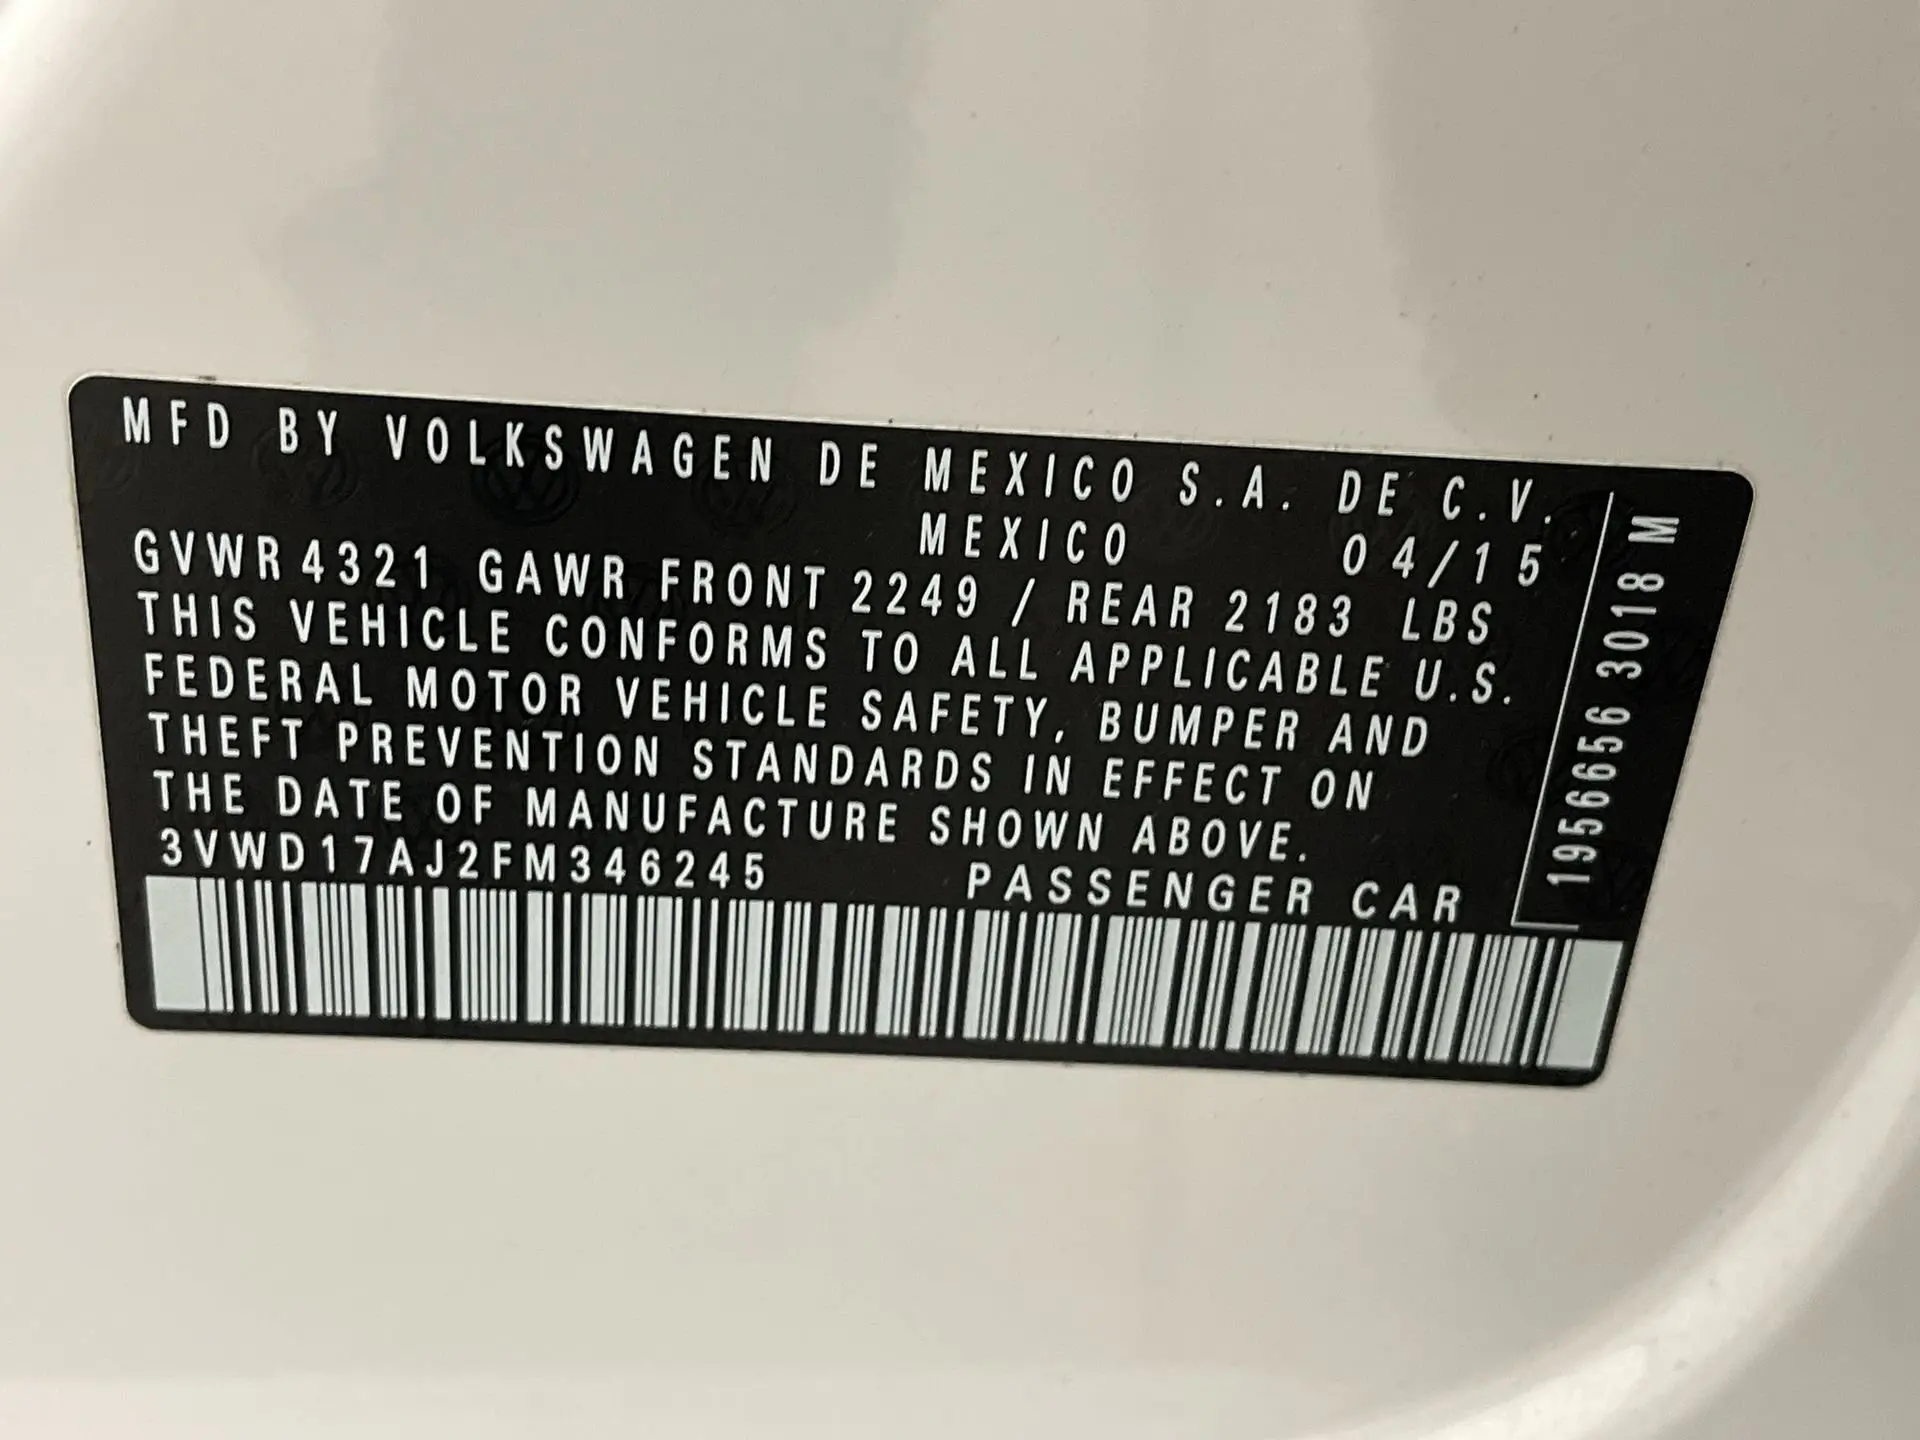 MFD BY VOLKSWAGEN DE MEXICO S.A. DE C.V.
MEXICO 04/15
GVWR 4321 GAWR FRONT 2249 / REAR 2183 LBS
THIS VEHICLE CONFORMS TO ALL APPLICABLE U.S.
FEDERAL MOTOR VEHICLE SAFETY, BUMPER AND
THEFT PREVENTION STANDARDS IN EFFECT ON
THE DATE OF MANUFACTURE SHOWN ABOVE.
3VWD17AJ2FM346245 PASSENGER CAR
1956656 3018 M